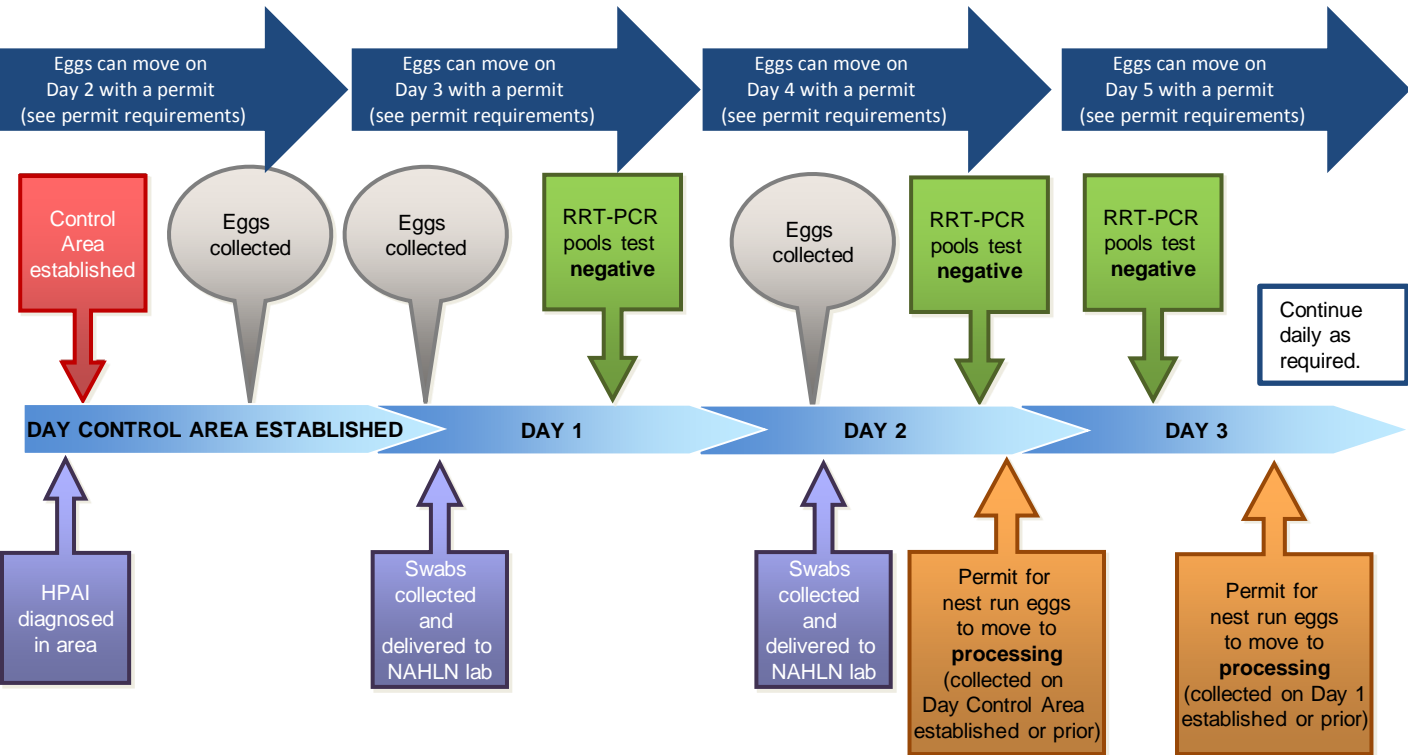 Eggs can move on
Day 2 with a permit
(see permit requirements)
Eggs can move on
Day 3 with a permit
(see permit requirements)
Eggs can move on
Day 4 with a permit
(see permit requirements)
Eggs can move on
Day 5 with a permit
(see permit requirements)
Control
Area
established
Eggs
collected
Eggs
collected
RRT-PCR
pools test
negative
Eggs
collected
RRT-PCR
pools test
negative
RRT-PCR
pools test
negative
Continue
daily as
required.
DAY CONTROL AREA ESTABLISHED
DAY 1
DAY 2
DAY 3
HPAI
diagnosed
in area
Swabs
collected
and
delivered to
NAHLN lab
Swabs
collected
and
delivered to
NAHLN lab
Permit for
nest run eggs
to move to
processing
(collected on
Day Control Area
established or prior)
Permit for
nest run eggs
to move to
processing
(collected on Day 1
established or prior)